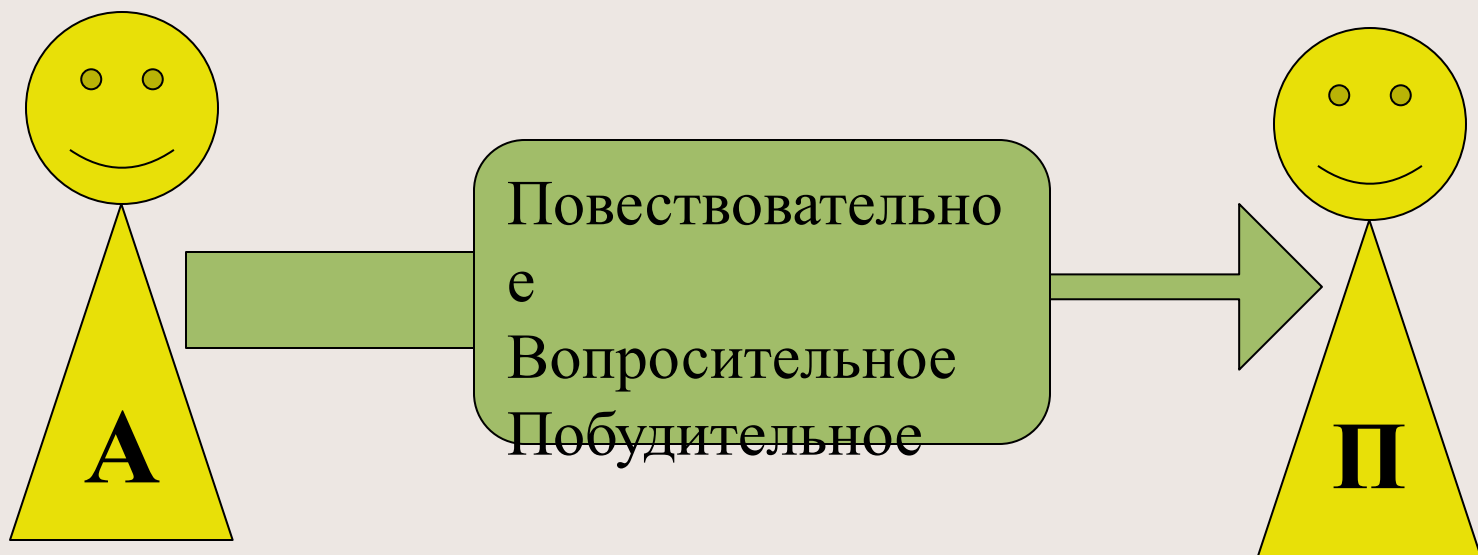 Повествовательно
е
Вопросительное
Побудительное
А
П